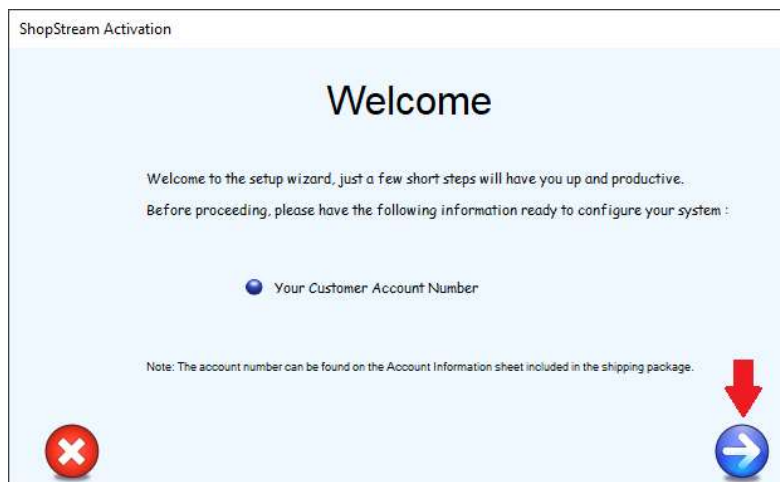 ShopStream Activation
Welcome
Welcome to the setup wizard, just a few short steps will have you up and productive.
Before proceeding, please have the following information ready to configure your system :
Your Customer Account Number
Note: The account number can be found on the Account Information sheet included in the shipping package.